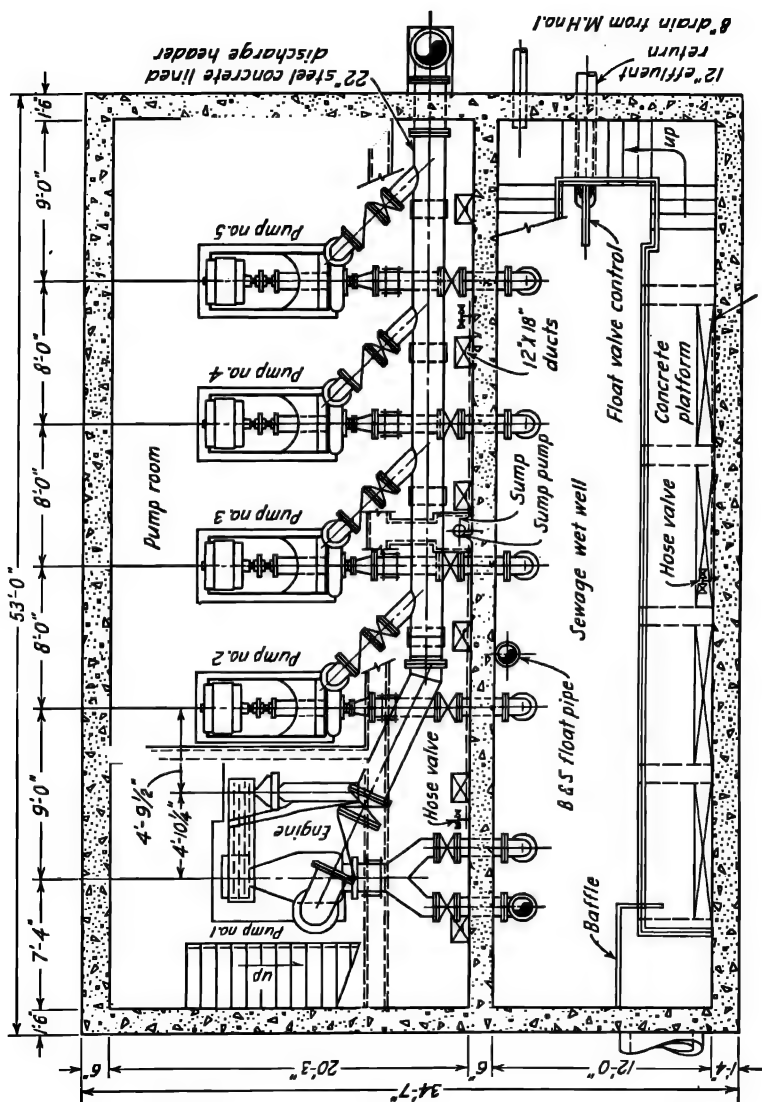 53'-0"
1'-6"
7'-4"
9'-0"
8'-0"
8'-0"
8'-0"
9'-0"
1'-6"
4'-10¼"
4'-9½"
34'-7"
6"
20'-3"
6"
12'-0"
1'-4"
22" steel concrete lined
discharge header
12" effluent
return
8" drain from M.H no.1
Pump room
Pump no.1
Engine
Pump no.2
Pump no.3
Pump no.4
Pump no.5
up
Hose valve
Sump
Sump pump
12" X 18"
ducts
B & S float pipe
Sewage wet well
Float valve control
up
Baffle
Hose valve
Concrete
platform